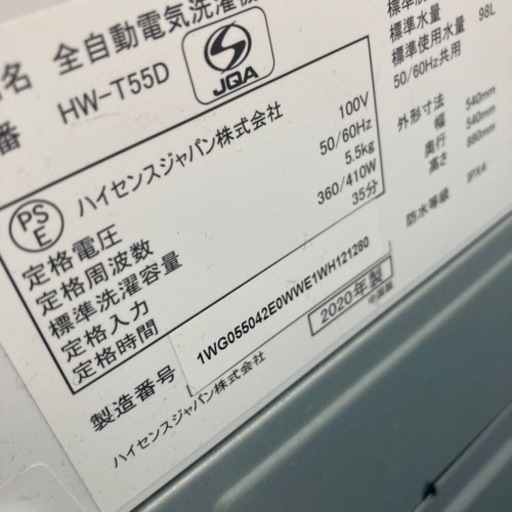 名 全自動電気洗濯機
番 HW-T55D
JQA
PS
E
ハイセンスジャパン株式会社
定格電圧 100V
定格周波数 50/60Hz
標準洗濯容量 5.5kg
定格入力 360/410W
定格時間 35分
製造番号 1WG055042E0WWE1WH121280
2020年製
中国製
ハイセンスジャパン株式会社
標準水量
標準使用水量 98L
50/60Hz共用
外形寸法
幅 540mm
奥行 540mm
高さ
防水等級 IPX4